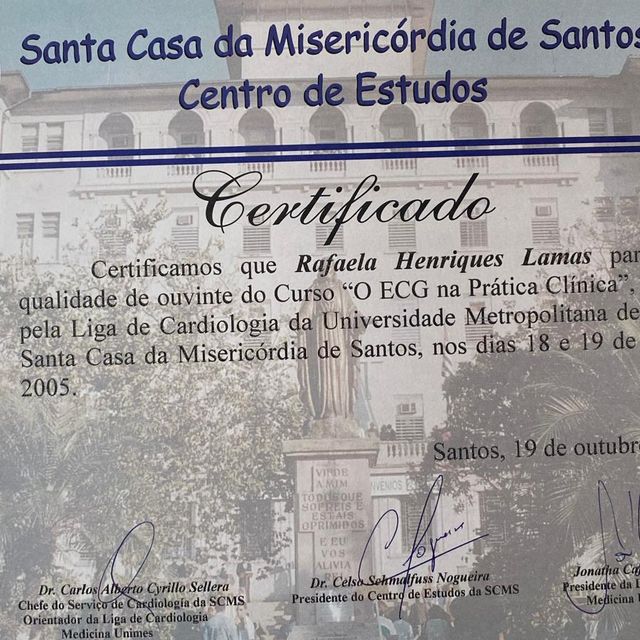 Santa Casa da Misericórdia de Santos
Centro de Estudos
Certificado
Certificamos que Rafaela Henriques Lamas
qualidade de ouvinte do Curso “O ECG na Prática Clínica”,
pela Liga de Cardiologia da Universidade Metropolitana de
Santa Casa da Misericórdia de Santos, nos dias 18 e 19 de
2005.
Santos, 19 de outubr
VINDE
A MIM
TODOS QUE
SOFREIS E
ESTAIS
OPRIMIDOS
E EU
VOS
ALIVIA
Dr. Carlos Alberto Cyrillo Sellera
Chefe do Serviço de Cardiologia da SCMS
Orientador da Liga de Cardiologia
Medicina Unimes
Dr. Celso Schmalfuss Nogueira
Presidente do Centro de Estudos da SCMS
Jonatha
Presidente da
Medicina